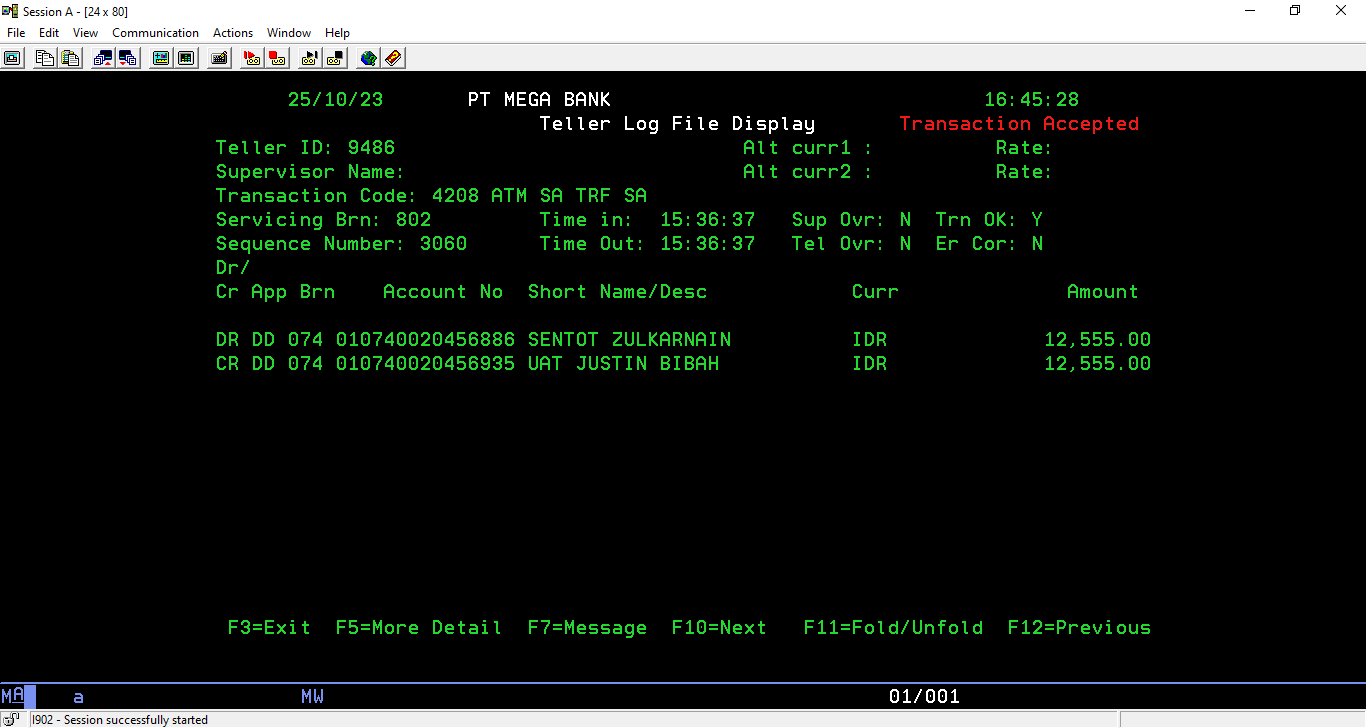 Session A - [24 x 80]
File Edit View Communication Actions Window Help
25/10/23 PT MEGA BANK 16:45:28
Teller Log File Display Transaction Accepted
Teller ID: 9486 Alt curr1 : Rate:
Supervisor Name: Alt curr2 : Rate:
Transaction Code: 4208 ATM SA TRF SA
Servicing Brn: 802 Time in: 15:36:37 Sup Ovr: N Trn OK: Y
Sequence Number: 3060 Time Out: 15:36:37 Tel Ovr: N Er Cor: N
Dr/
Cr App Brn Account No Short Name/Desc Curr Amount
DR DD 074 010740020456886 SENTOT ZULKARNAIN IDR 12,555.00
CR DD 074 010740020456935 UAT JUSTIN BIBAH IDR 12,555.00
F3=Exit F5=More Detail F7=Message F10=Next F11=Fold/Unfold F12=Previous
MA a MW 01/001
I902 - Session successfully started